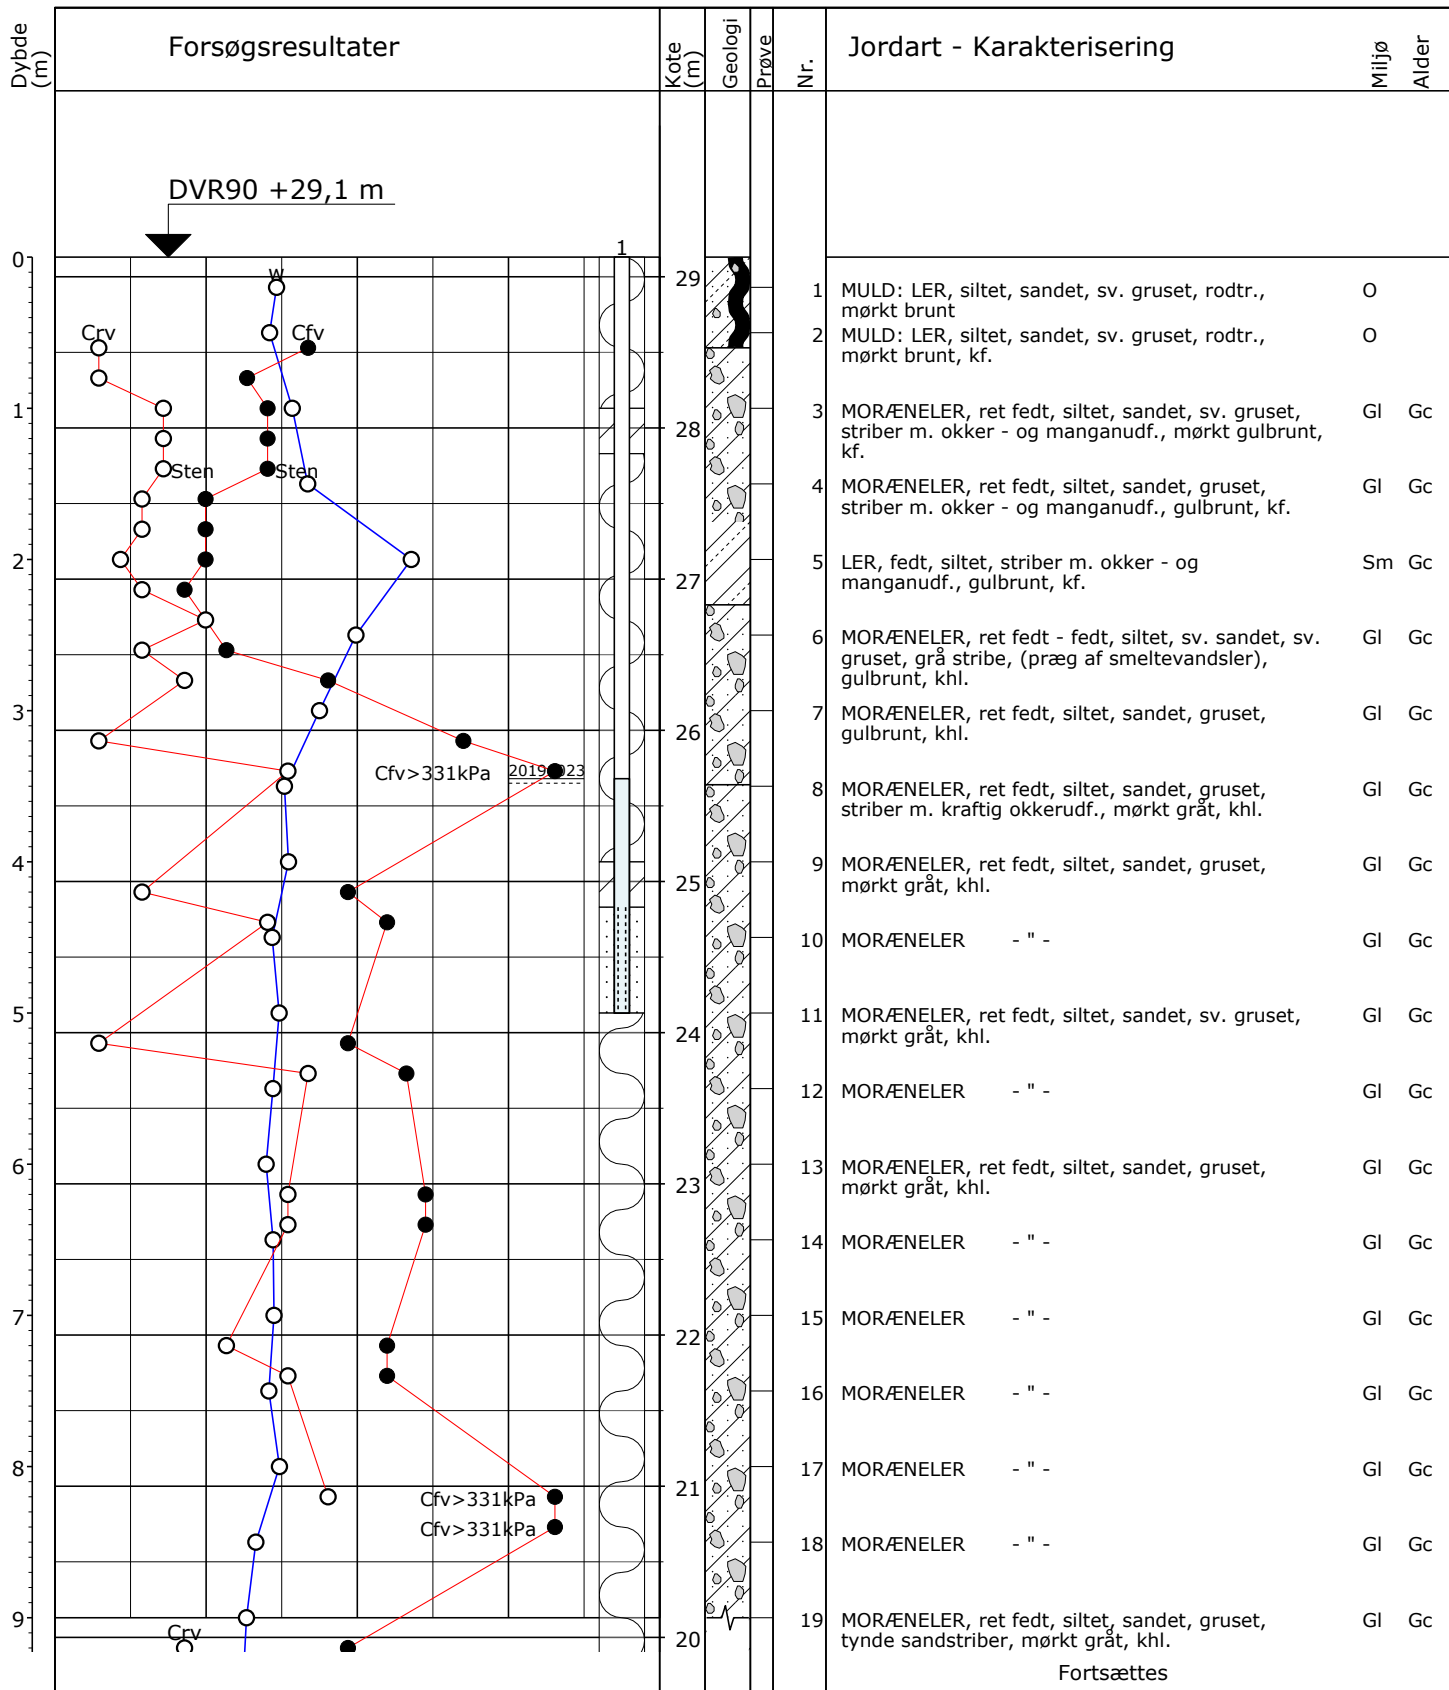 Dybde (m)
Forsøgsresultater
Kote (m)
Geologi
Prøve
Nr.
Jordart - Karakterisering
Miljø
Alder
DVR90 +29,1 m
1
0
w
29
1 MULD: LER, siltet, sandet, sv. gruset, rodtr., O
mørkt brunt
Crv
Cfv
2 MULD: LER, siltet, sandet, sv. gruset, rodtr., O
mørkt brunt, kf.
1
28
3 MORÆNELER, ret fedt, siltet, sandet, sv. gruset, Gl Gc
striber m. okker - og manganudf., mørkt gulbrunt,
kf.
Sten
Sten
4 MORÆNELER, ret fedt, siltet, sandet, gruset, Gl Gc
striber m. okker - og manganudf., gulbrunt, kf.
2
27
5 LER, fedt, siltet, striber m. okker - og Sm Gc
manganudf., gulbrunt, kf.
6 MORÆNELER, ret fedt - fedt, siltet, sv. sandet, sv. Gl Gc
gruset, grå stribe, (præg af smeltevandsler),
gulbrunt, khl.
3
26
7 MORÆNELER, ret fedt, siltet, sandet, gruset, Gl Gc
gulbrunt, khl.
Cfv>331kPa
8 MORÆNELER, ret fedt, siltet, sandet, gruset, Gl Gc
striber m. kraftig okkerudf., mørkt gråt, khl.
4
25
9 MORÆNELER, ret fedt, siltet, sandet, gruset, Gl Gc
mørkt gråt, khl.
10 MORÆNELER - " - Gl Gc
5
24
11 MORÆNELER, ret fedt, siltet, sandet, sv. gruset, Gl Gc
mørkt gråt, khl.
12 MORÆNELER - " - Gl Gc
6
23
13 MORÆNELER, ret fedt, siltet, sandet, gruset, Gl Gc
mørkt gråt, khl.
14 MORÆNELER - " - Gl Gc
7
22
15 MORÆNELER - " - Gl Gc
16 MORÆNELER - " - Gl Gc
8
21
17 MORÆNELER - " - Gl Gc
Cfv>331kPa
Cfv>331kPa
18 MORÆNELER - " - Gl Gc
9
20
Crv
19 MORÆNELER, ret fedt, siltet, sandet, gruset, Gl Gc
tynde sandstriber, mørkt gråt, khl.
Fortsættes